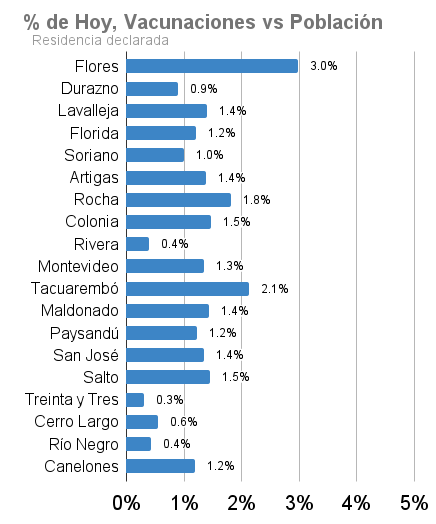 % de Hoy, Vacunaciones vs Población
Residencia declarada
Flores 3.0%
Durazno 0.9%
Lavalleja 1.4%
Florida 1.2%
Soriano 1.0%
Artigas 1.4%
Rocha 1.8%
Colonia 1.5%
Rivera 0.4%
Montevideo 1.3%
Tacuarembó 2.1%
Maldonado 1.4%
Paysandú 1.2%
San José 1.4%
Salto 1.5%
Treinta y Tres 0.3%
Cerro Largo 0.6%
Río Negro 0.4%
Canelones 1.2%
0% 1% 2% 3% 4% 5%